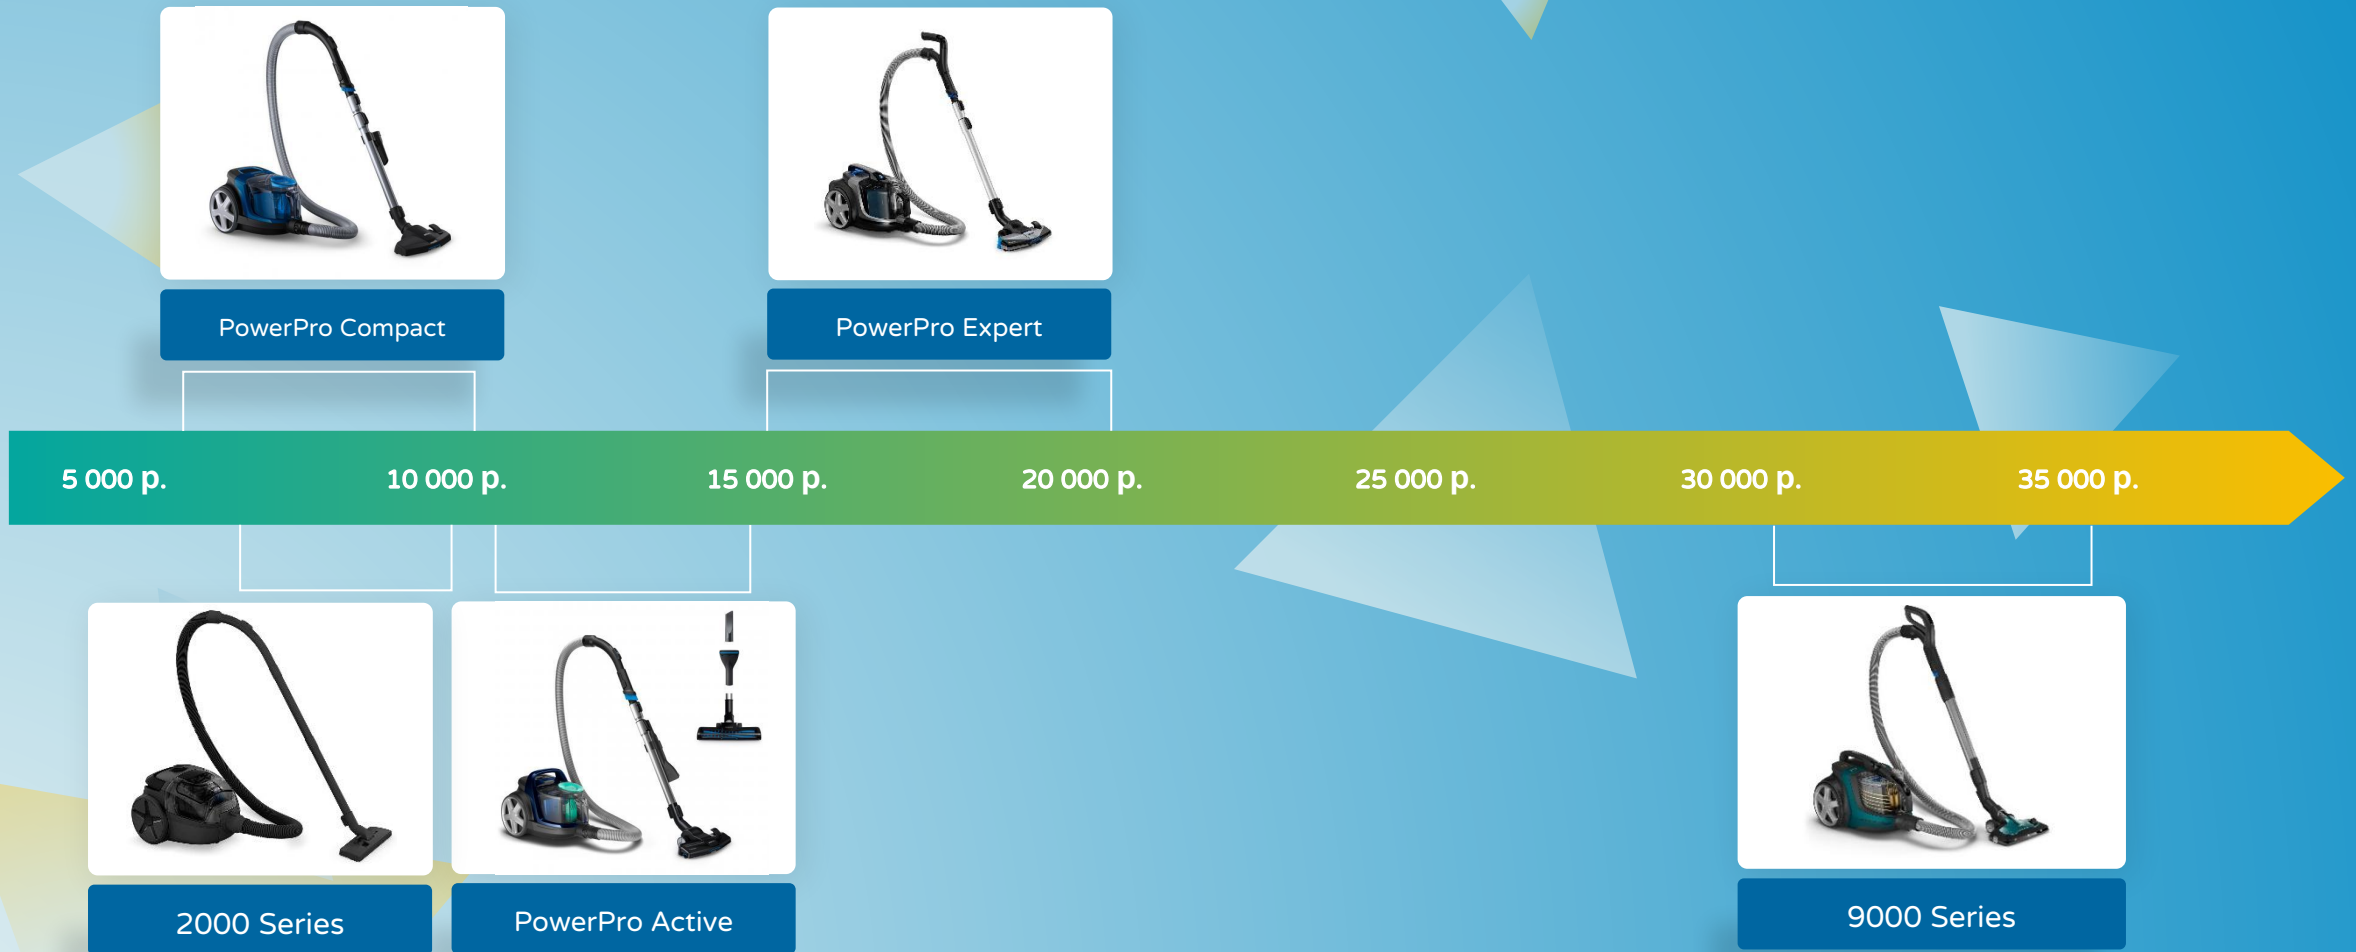 PowerPro Compact
PowerPro Expert
5 000 р.
10 000 р.
15 000 р.
20 000 р.
25 000 р.
30 000 р.
35 000 р.
2000 Series
PowerPro Active
9000 Series